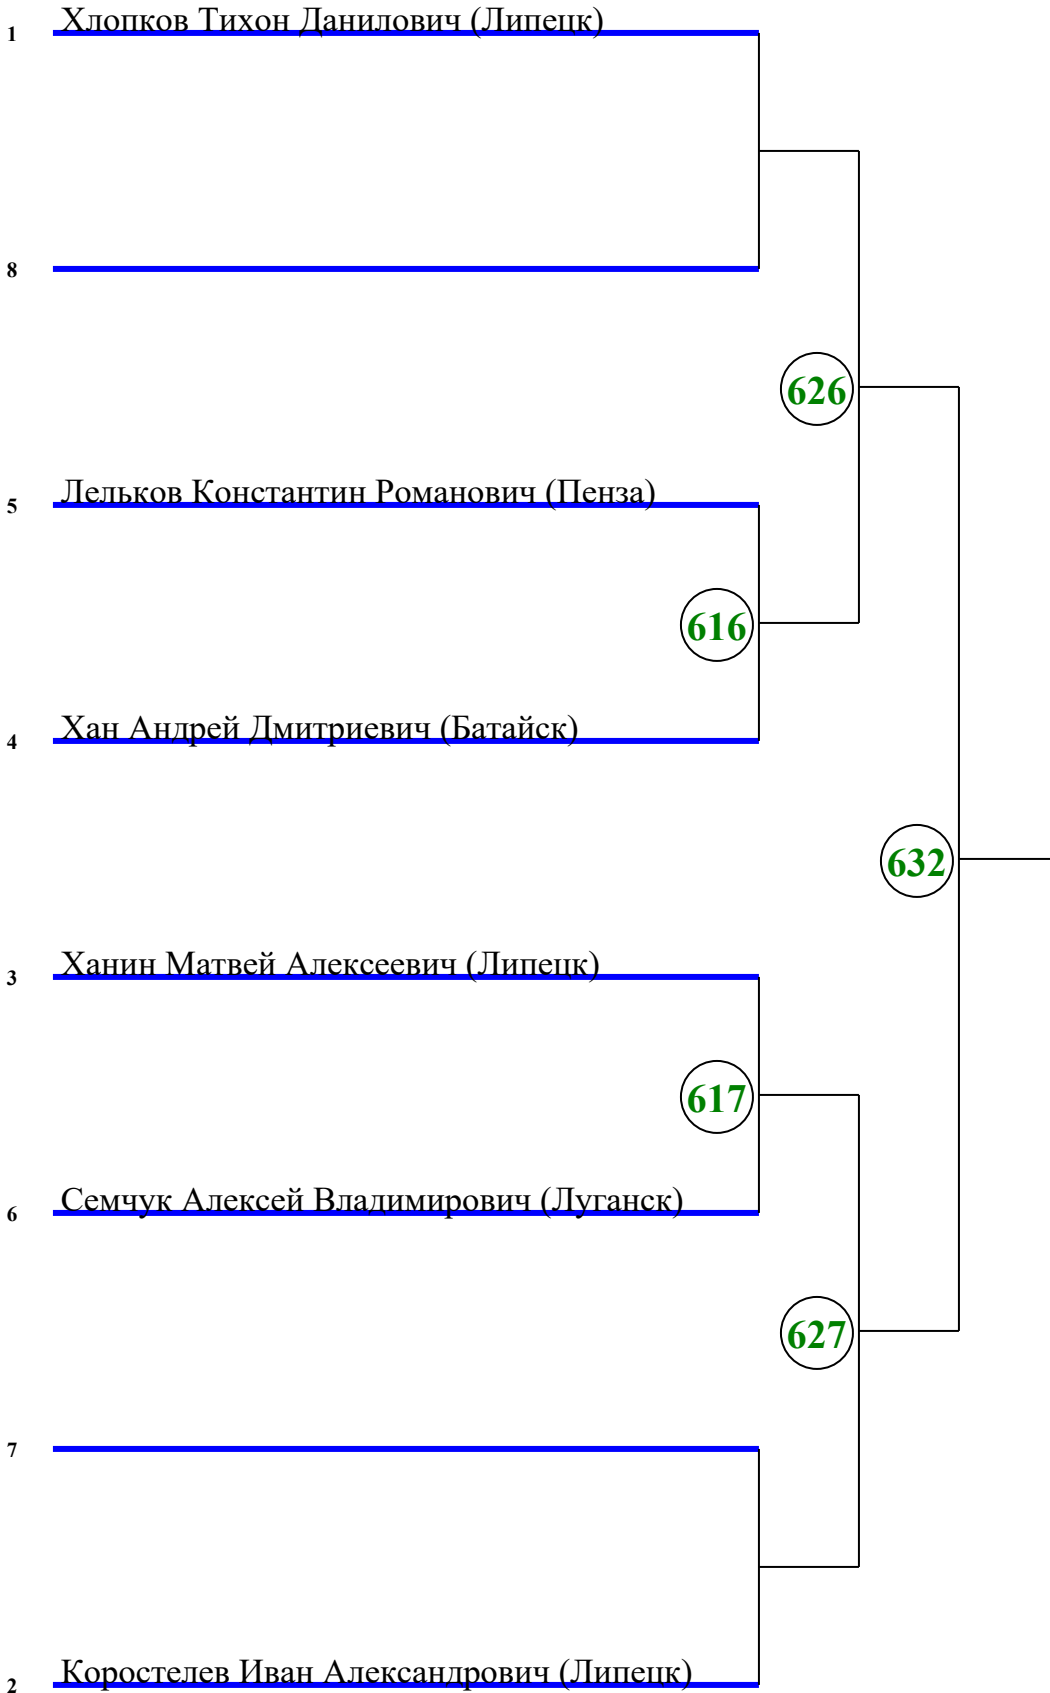 1 Хлопков Тихон Данилович (Липецк)
8
626
5 Лельков Константин Романович (Пенза)
616
4 Хан Андрей Дмитриевич (Батайск)
632
3 Ханин Матвей Алексеевич (Липецк)
617
6 Семчук Алексей Владимирович (Луганск)
627
7
2 Коростелев Иван Александрович (Липецк)